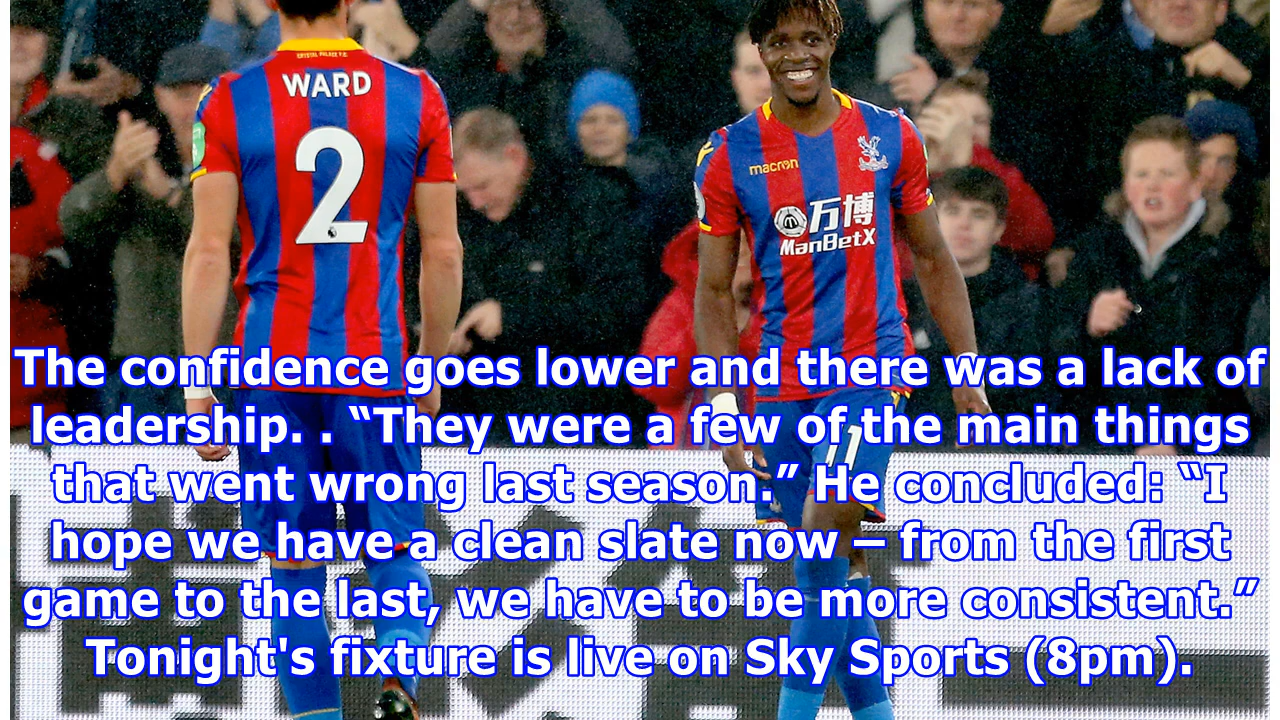 CRYSTAL PALACE F.C.
WARD
2
macron
万博
ManBetX
11
The confidence goes lower and there was a lack of
leadership. . “They were a few of the main things
that went wrong last season.” He concluded: “I
hope we have a clean slate now – from the first
game to the last, we have to be more consistent.”
Tonight's fixture is live on Sky Sports (8pm).